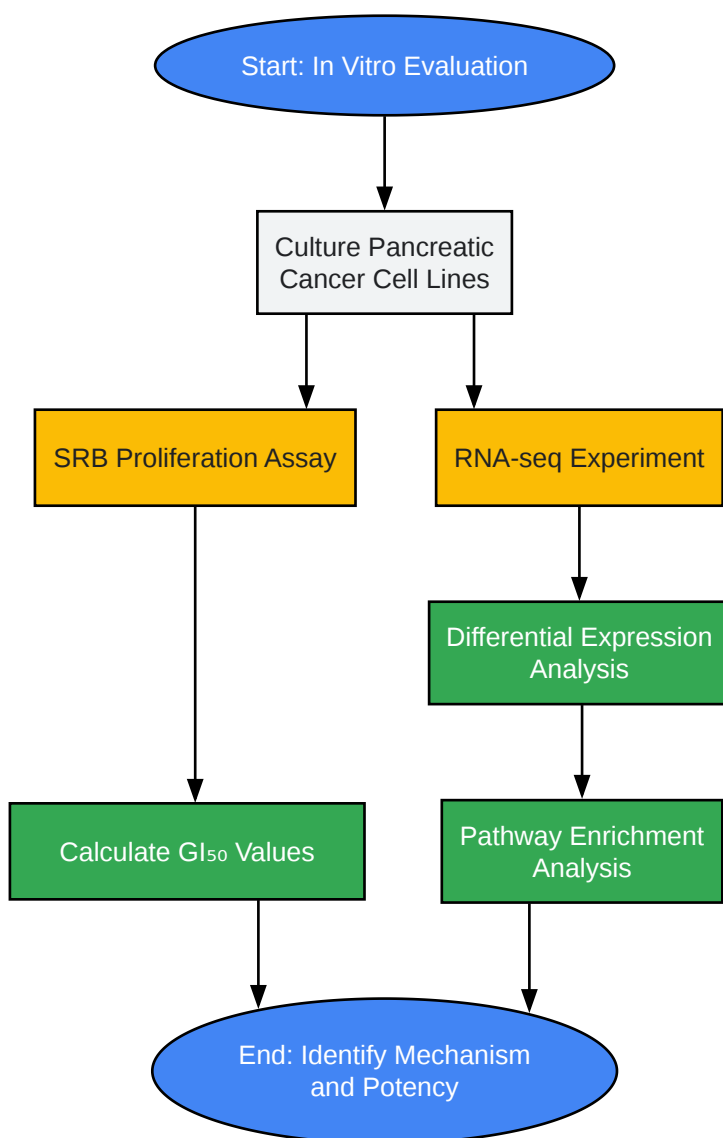 Start: In Vitro Evaluation
Culture Pancreatic
Cancer Cell Lines
SRB Proliferation Assay
RNA-seq Experiment
Differential Expression
Analysis
Calculate GI₅₀ Values
Pathway Enrichment
Analysis
End: Identify Mechanism
and Potency